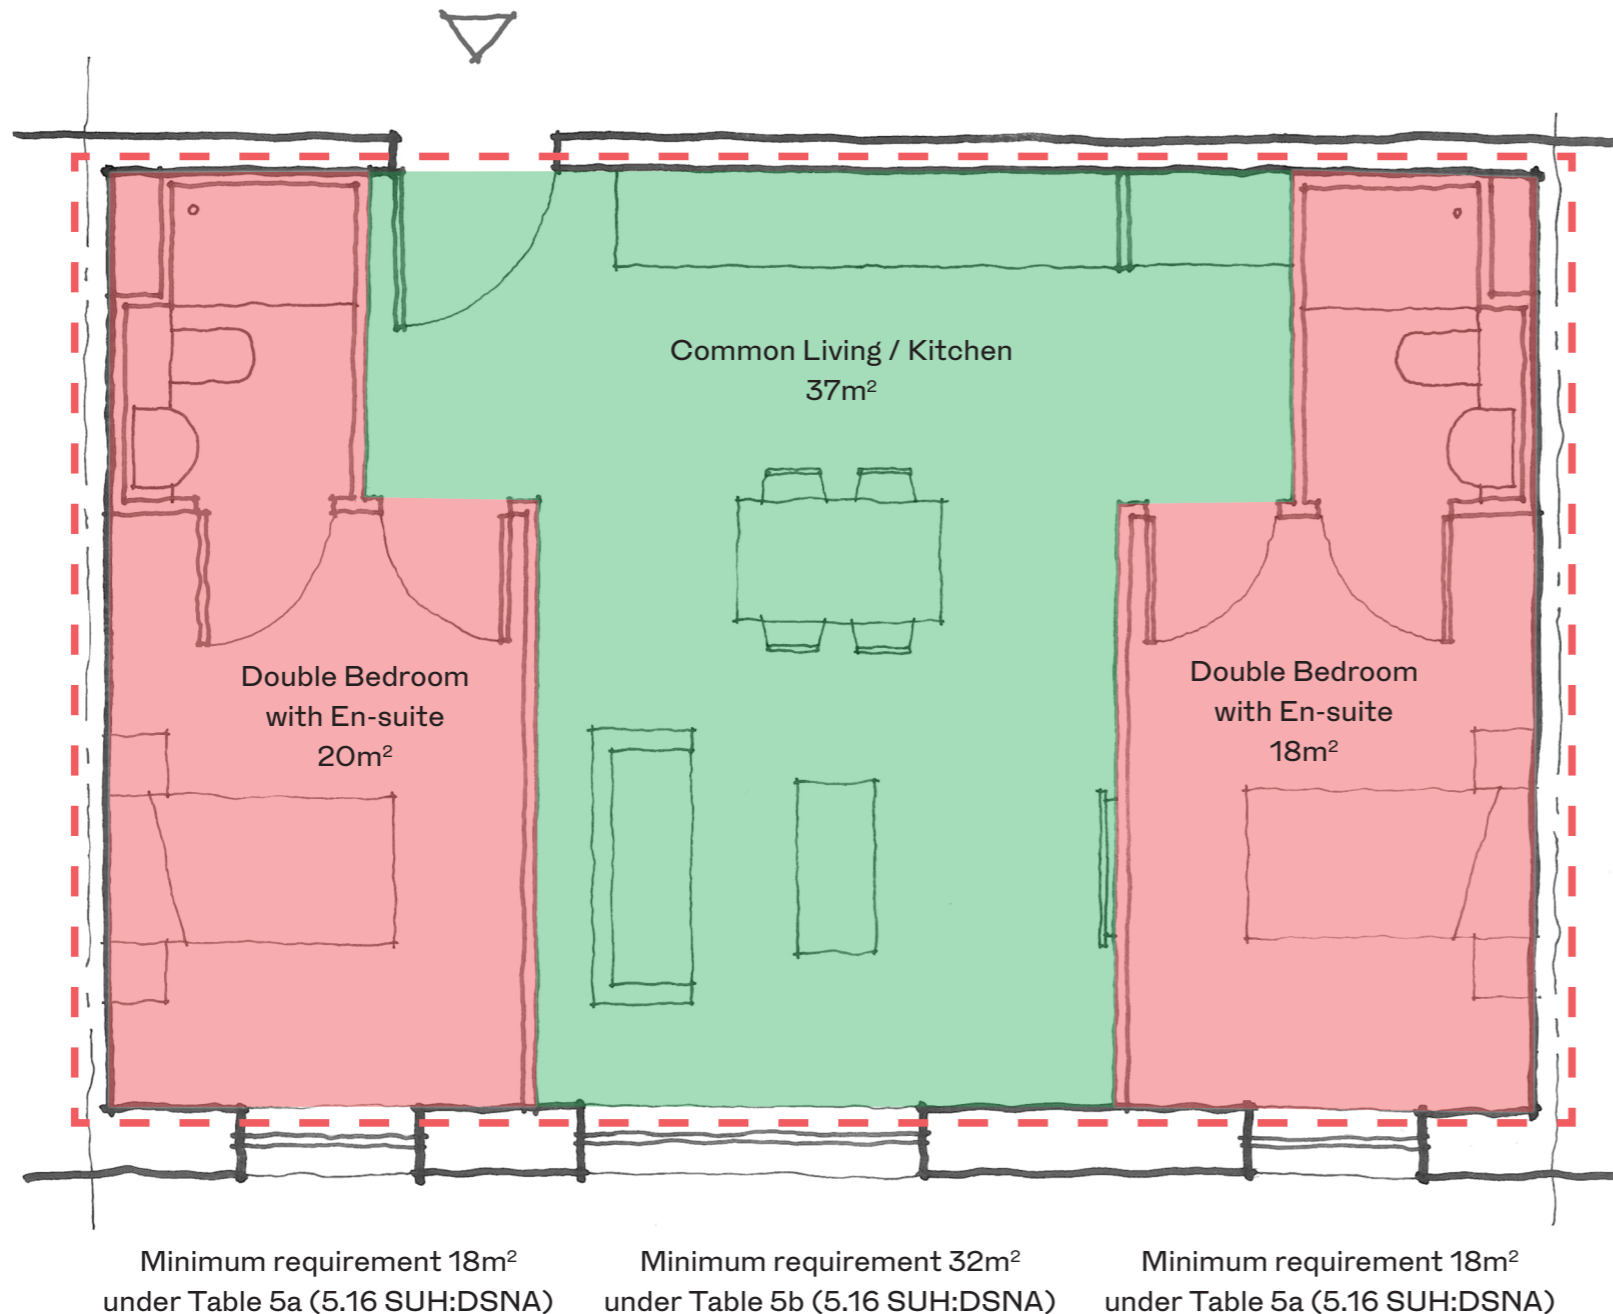 Common Living / Kitchen
37m²
Double Bedroom
with En-suite
20m²
Double Bedroom
with En-suite
18m²
Minimum requirement 18m²
under Table 5a (5.16 SUH:DSNA)
Minimum requirement 32m²
under Table 5b (5.16 SUH:DSNA)
Minimum requirement 18m²
under Table 5a (5.16 SUH:DSNA)